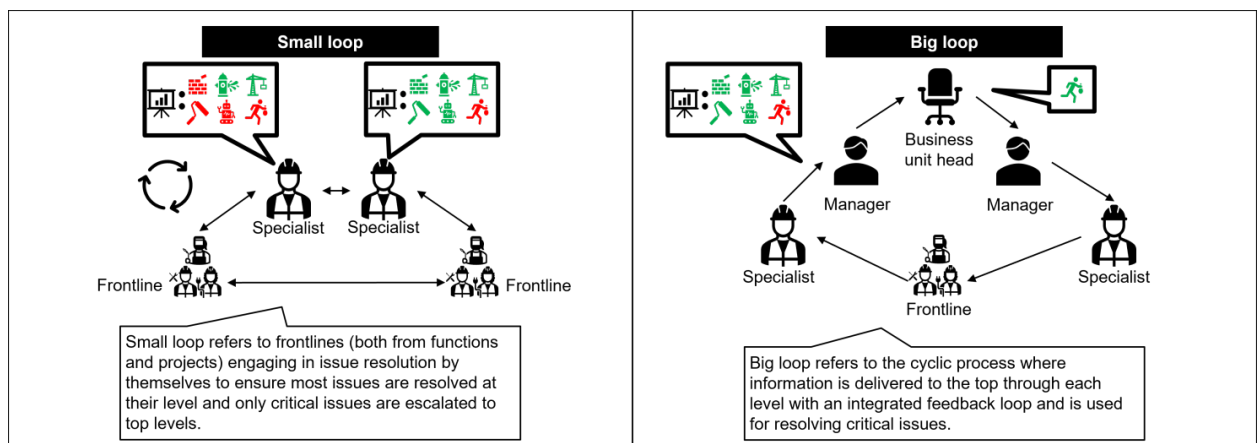 Small loop
Specialist
Specialist
Frontline
Frontline
Small loop refers to frontlines (both from functions
and projects) engaging in issue resolution by
themselves to ensure most issues are resolved at
their level and only critical issues are escalated to
top levels.
Big loop
Business
unit head
Manager
Manager
Specialist
Specialist
Frontline
Big loop refers to the cyclic process where
information is delivered to the top through each
level with an integrated feedback loop and is used
for resolving critical issues.